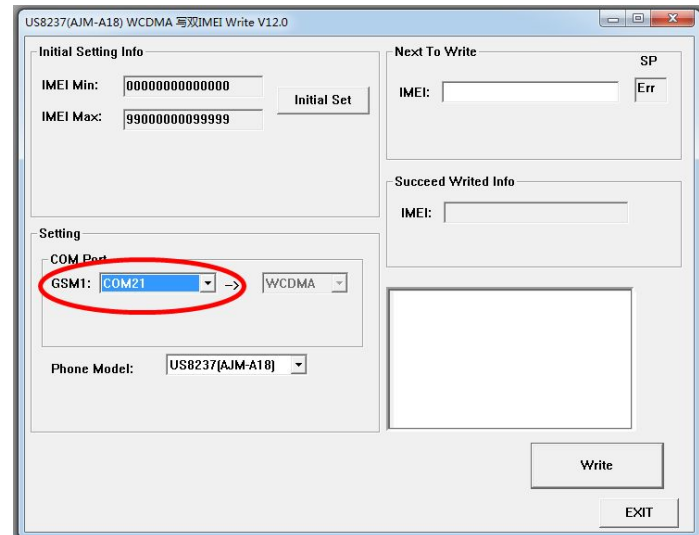 US8237(AJM-A18) WCDMA 写双IMEI Write V12.0
Initial Setting Info
IMEI Min: 00000000000000
Initial Set
IMEI Max: 99000000099999
Next To Write
SP
IMEI:
Err
Succeed Writed Info
IMEI:
Setting
COM Port
GSM1: COM21 -> WCDMA
Phone Model: US8237(AJM-A18)
Write
EXIT